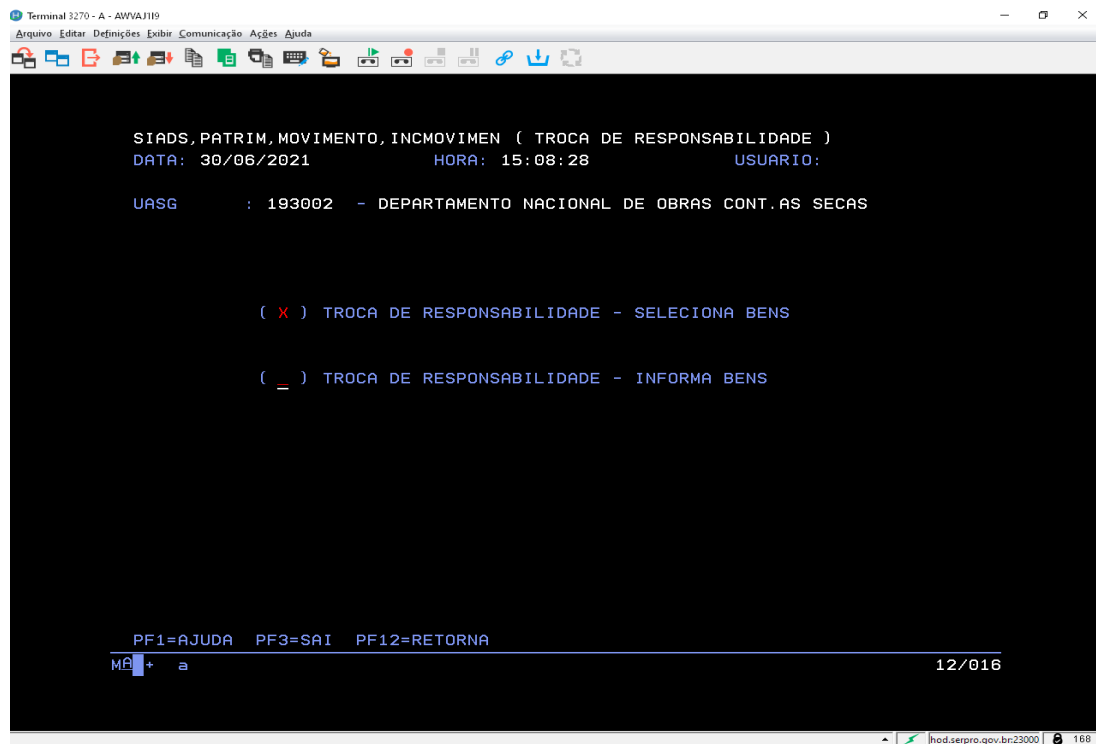 Terminal 3270 - A - AWVAJ1I9
Arquivo Editar Definições Exibir Comunicação Ações Ajuda
SIADS,PATRIM,MOVIMENTO,INCMOVIMEN ( TROCA DE RESPONSABILIDADE )
DATA: 30/06/2021 HORA: 15:08:28 USUARIO:
UASG : 193002 - DEPARTAMENTO NACIONAL DE OBRAS CONT.AS SECAS
( X ) TROCA DE RESPONSABILIDADE - SELECIONA BENS
( _ ) TROCA DE RESPONSABILIDADE - INFORMA BENS
PF1=AJUDA PF3=SAI PF12=RETORNA
MA + a 12/016
hod.serpro.gov.br:23000 168